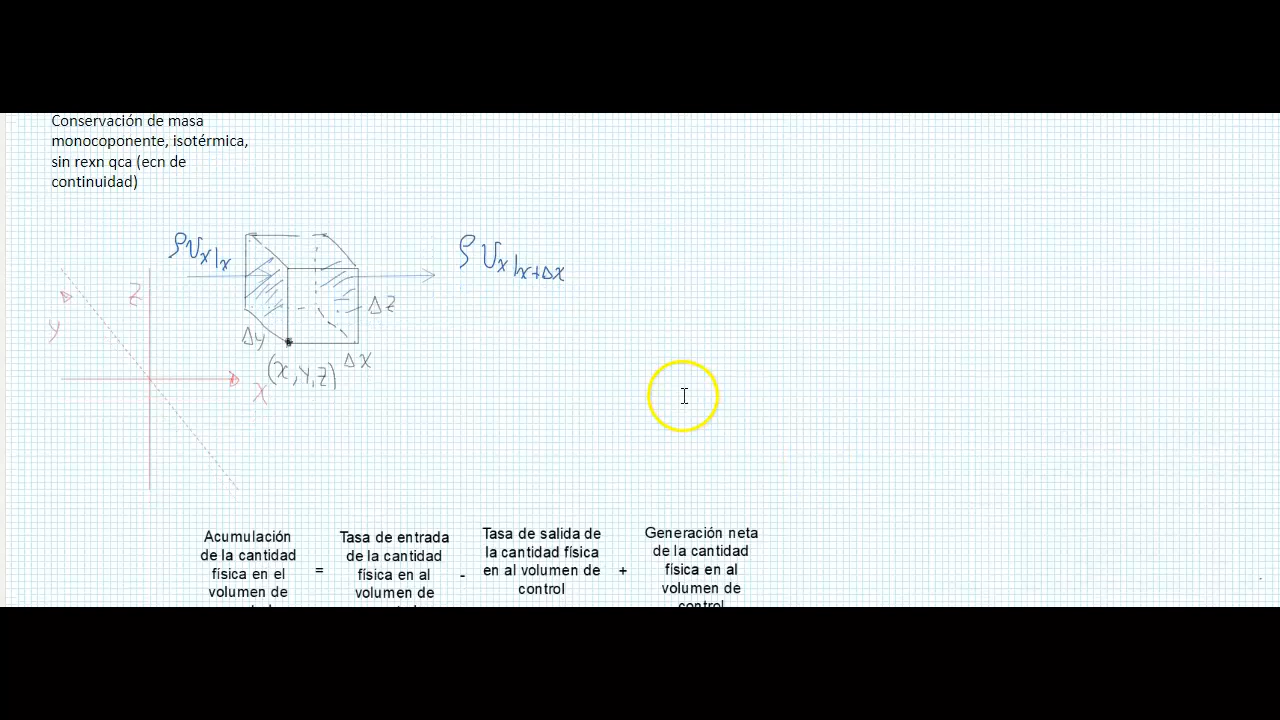 Conservación de masa
monocoponente, isotérmica,
sin rexn qca (ecn de
continuidad)
ρUx|x
ρUx|x+Δx
Z
Y
X
ΔZ
Δy
ΔX
(X,Y,Z)
Acumulación
de la cantidad
física en el
volumen de
=
Tasa de entrada
de la cantidad
física en al
volumen de
-
Tasa de salida de
la cantidad física
en al volumen de
control
+
Generación neta
de la cantidad
física en al
volumen de
control